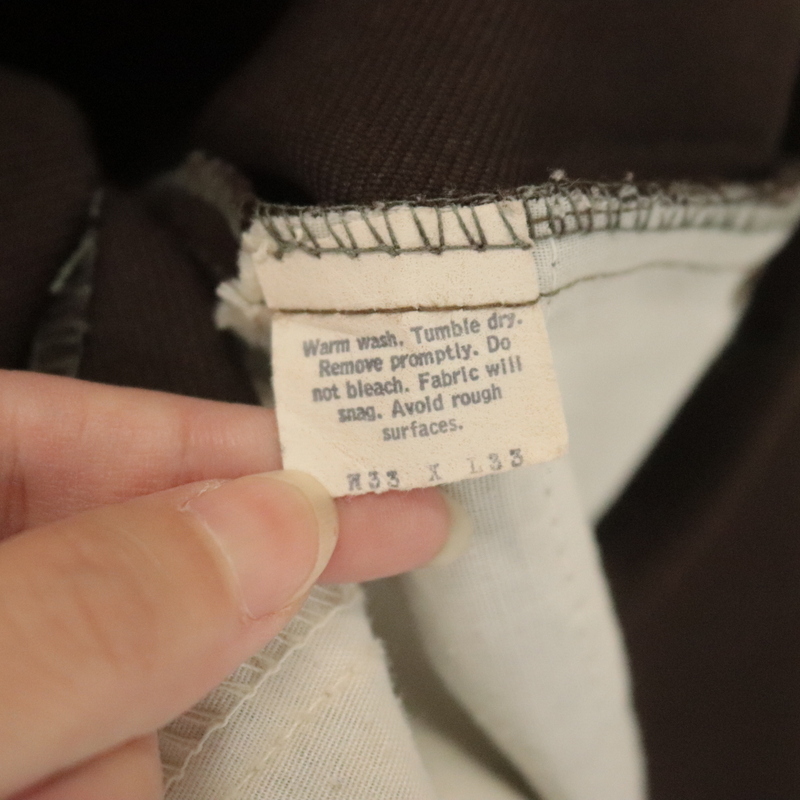 Warm wash. Tumble dry.
Remove promptly. Do
not bleach. Fabric will
snag. Avoid rough
surfaces.
W33 X L33